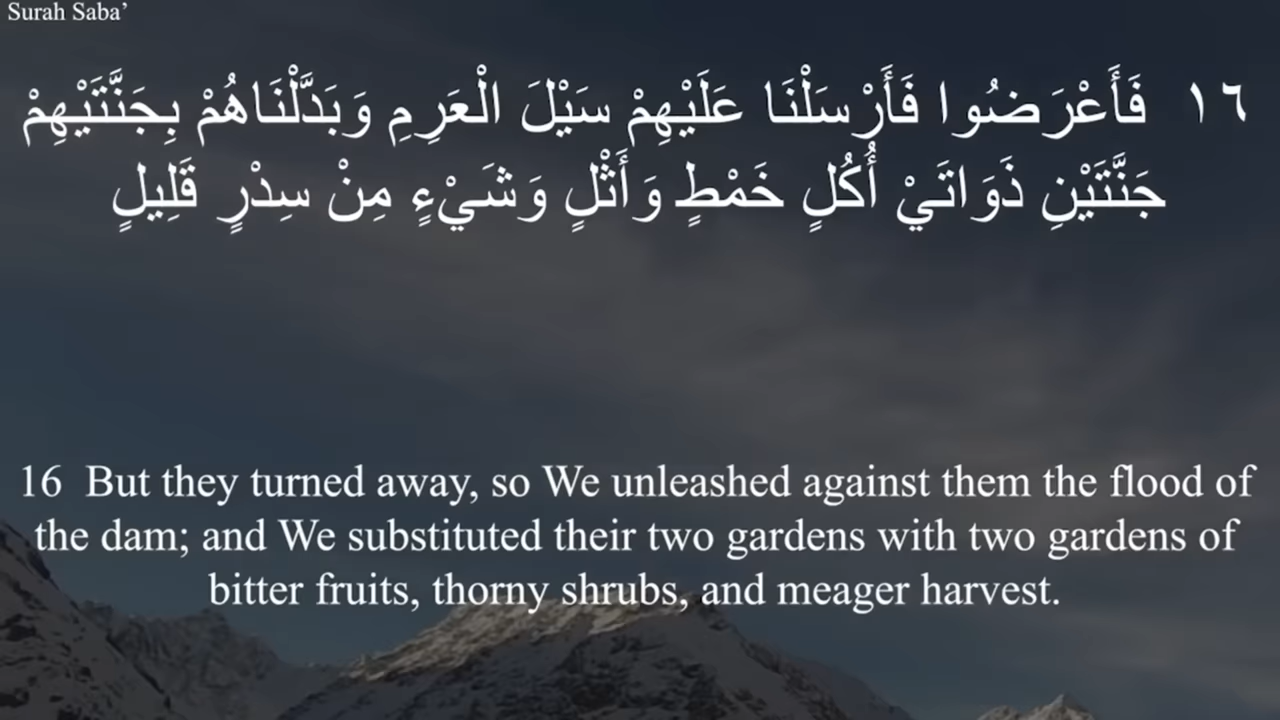 Surah Saba’
١٦ فَأَعْرَضُوا فَأَرْسَلْنَا عَلَيْهِمْ سَيْلَ الْعَرِمِ وَبَدَّلْنَاهُمْ بِجَنَّتَيْهِمْ
جَنَّتَيْنِ ذَوَاتَيْ أُكُلٍ خَمْطٍ وَأَثْلٍ وَشَيْءٍ مِنْ سِدْرٍ قَلِيلٍ
16 But they turned away, so We unleashed against them the flood of
the dam; and We substituted their two gardens with two gardens of
bitter fruits, thorny shrubs, and meager harvest.